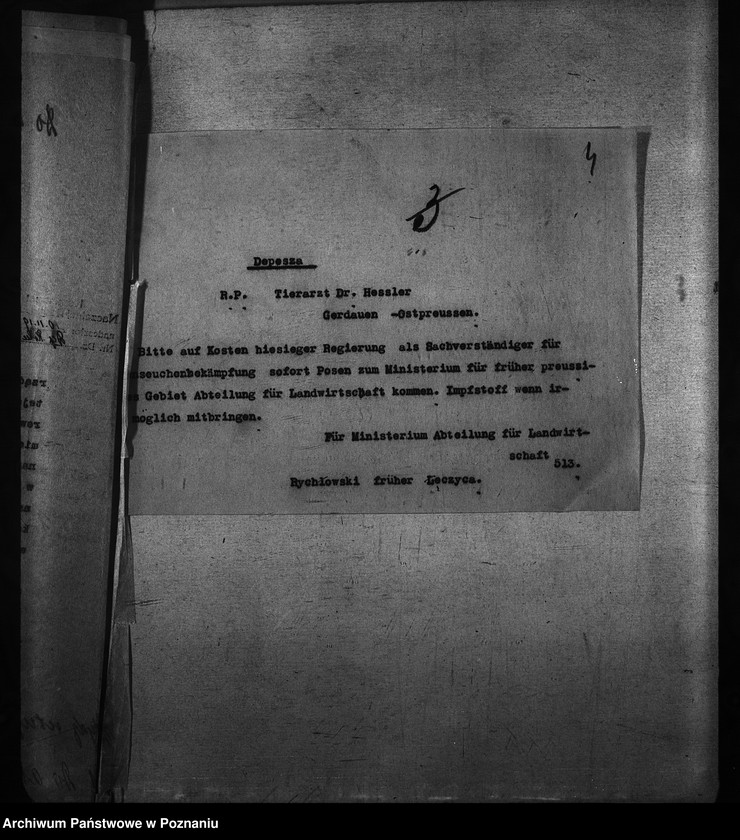 4
3
Depesza
R.P. Tierarzt Dr. Hessler
Gerdauen -Ostpreussen.
Bitte auf Kosten hiesiger Regierung als Sachverständiger für
seuchenbekämpfung sofort Posen zum Ministerium für früher preussi-
Gebiet Abteilung für Landwirtschaft kommen. Impfstoff wenn ir-
möglich mitbringen.
Für Ministerium Abteilung für Landwirt-
schaft 513.
Rychłowski früher Leczyca.
Archiwum Państwowe w Poznaniu